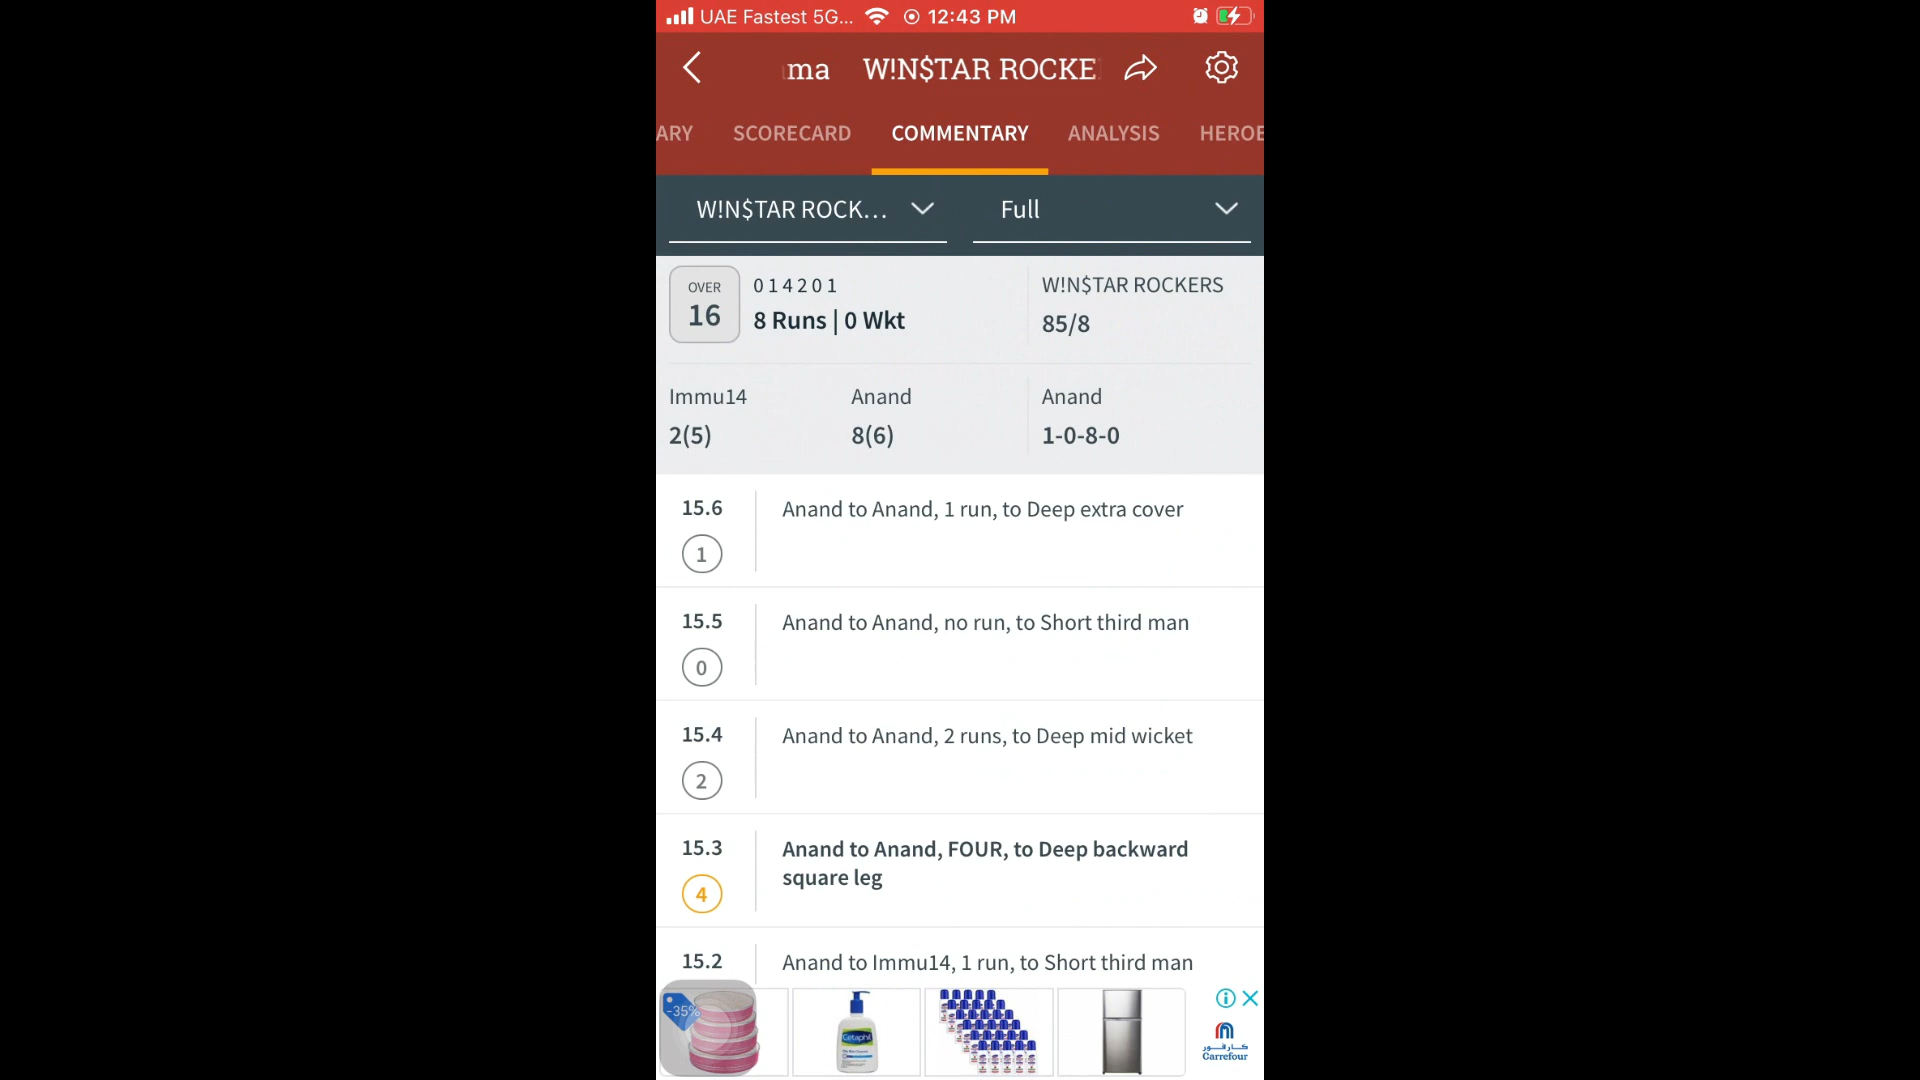 UAE Fastest 5G... 12:43 PM
ma W!N$TAR ROCKE
ARY SCORECARD COMMENTARY ANALYSIS HEROE
W!N$TAR ROCK... Full
OVER
16
0 1 4 2 0 1
8 Runs | 0 Wkt
W!N$TAR ROCKERS
85/8
Immu14 Anand Anand
2(5) 8(6) 1-0-8-0
15.6 Anand to Anand, 1 run, to Deep extra cover
1
15.5 Anand to Anand, no run, to Short third man
0
15.4 Anand to Anand, 2 runs, to Deep mid wicket
2
15.3 Anand to Anand, FOUR, to Deep backward
square leg
4
15.2 Anand to Immu14, 1 run, to Short third man
-35%
Cetaphil
كارفور
Carrefour